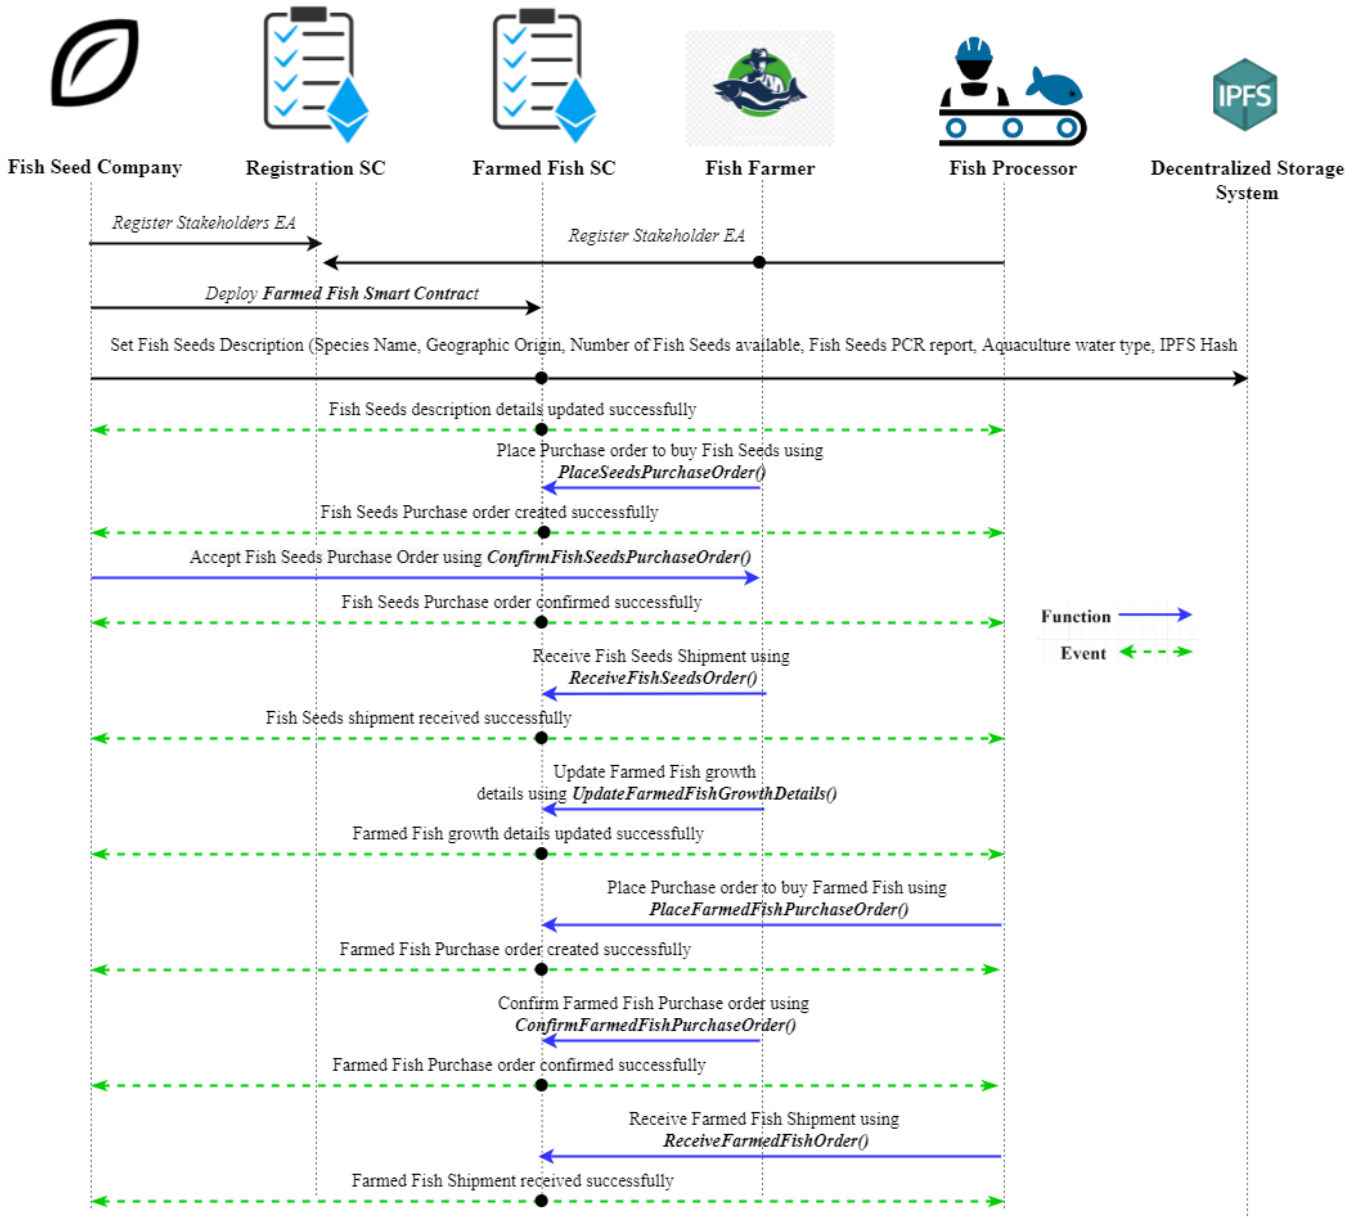 IPFS
Fish Seed Company
Registration SC
Farmed Fish SC
Fish Farmer
Fish Processor
Decentralized Storage
System
Register Stakeholders EA
Register Stakeholder EA
Deploy Farmed Fish Smart Contract
Set Fish Seeds Description (Species Name, Geographic Origin, Number of Fish Seeds available, Fish Seeds PCR report, Aquaculture water type, IPFS Hash
Fish Seeds description details updated successfully
Place Purchase order to buy Fish Seeds using
PlaceSeedsPurchaseOrder()
Fish Seeds Purchase order created successfully
Accept Fish Seeds Purchase Order using ConfirmFishSeedsPurchaseOrder()
Fish Seeds Purchase order confirmed successfully
Function
Event
Receive Fish Seeds Shipment using
ReceiveFishSeedsOrder()
Fish Seeds shipment received successfully
Update Farmed Fish growth
details using UpdateFarmedFishGrowthDetails()
Farmed Fish growth details updated successfully
Place Purchase order to buy Farmed Fish using
PlaceFarmedFishPurchaseOrder()
Farmed Fish Purchase order created successfully
Confirm Farmed Fish Purchase order using
ConfirmFarmedFishPurchaseOrder()
Farmed Fish Purchase order confirmed successfully
Receive Farmed Fish Shipment using
ReceiveFarmedFishOrder()
Farmed Fish Shipment received successfully